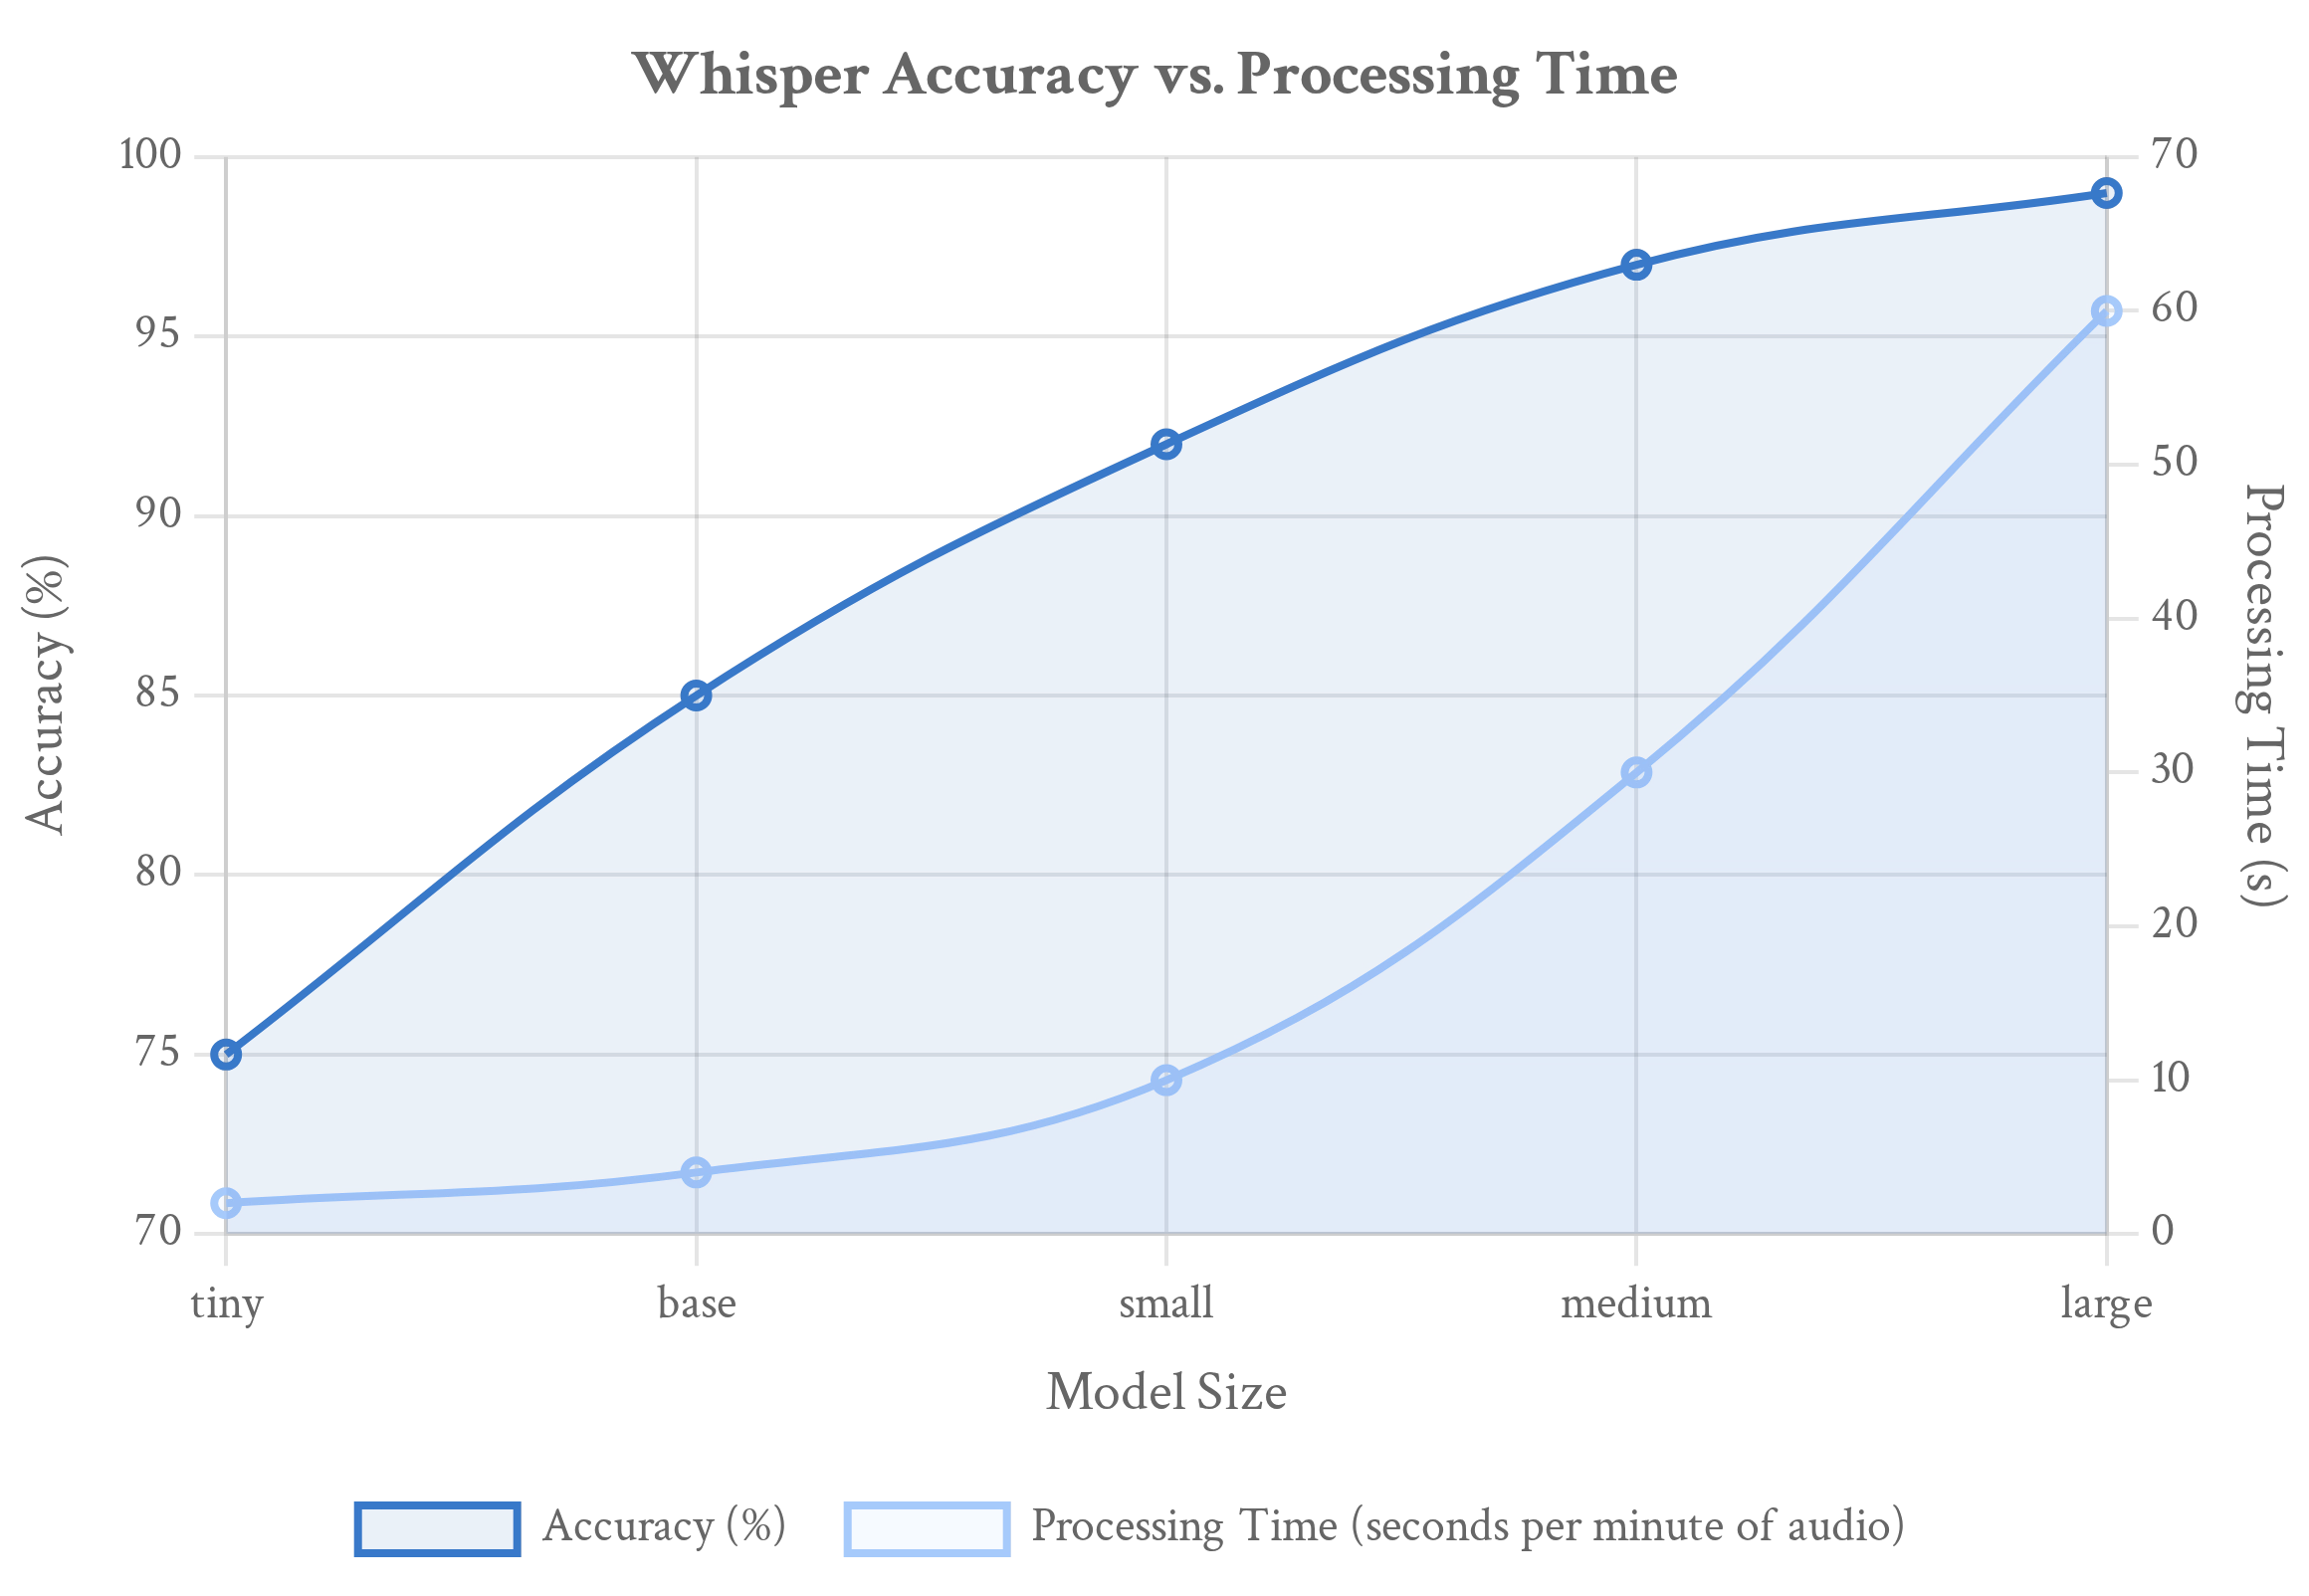 Whisper Accuracy vs. Processing Time
100
95
90
85
80
75
70
Accuracy (%)
70
60
50
40
30
20
10
0
Processing Time (s)
tiny
base
small
medium
large
Model Size
Accuracy (%)
Processing Time (seconds per minute of audio)